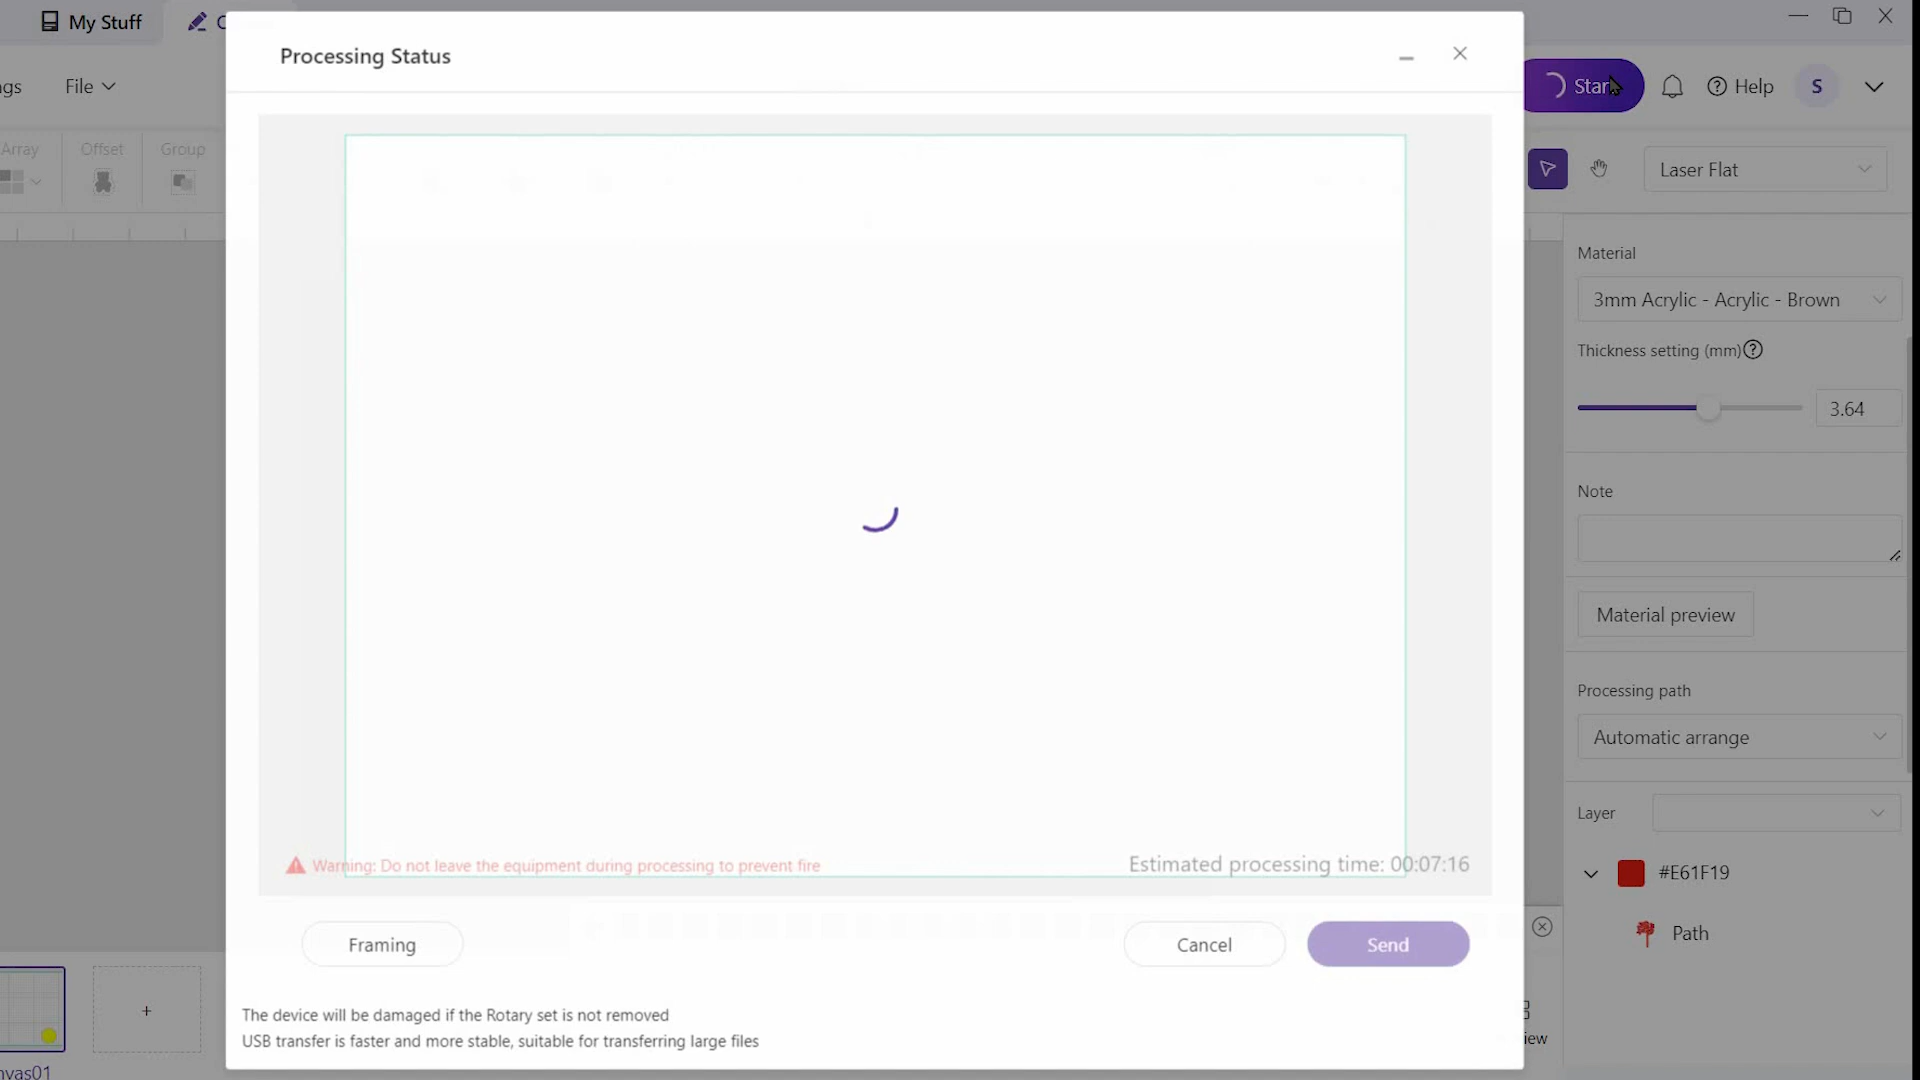 My Stuff
C
Processing Status
gs
File
Star
Help
S
Array
Offset
Group
Laser Flat
Material
3mm Acrylic - Acrylic - Brown
Thickness setting (mm)
3.64
Note
Material preview
Processing path
Automatic arrange
Layer
#E61F19
Path
Warning: Do not leave the equipment during processing to prevent fire
Estimated processing time: 00:07:16
Framing
Cancel
Send
The device will be damaged if the Rotary set is not removed
USB transfer is faster and more stable, suitable for transferring large files
iew
nvas01